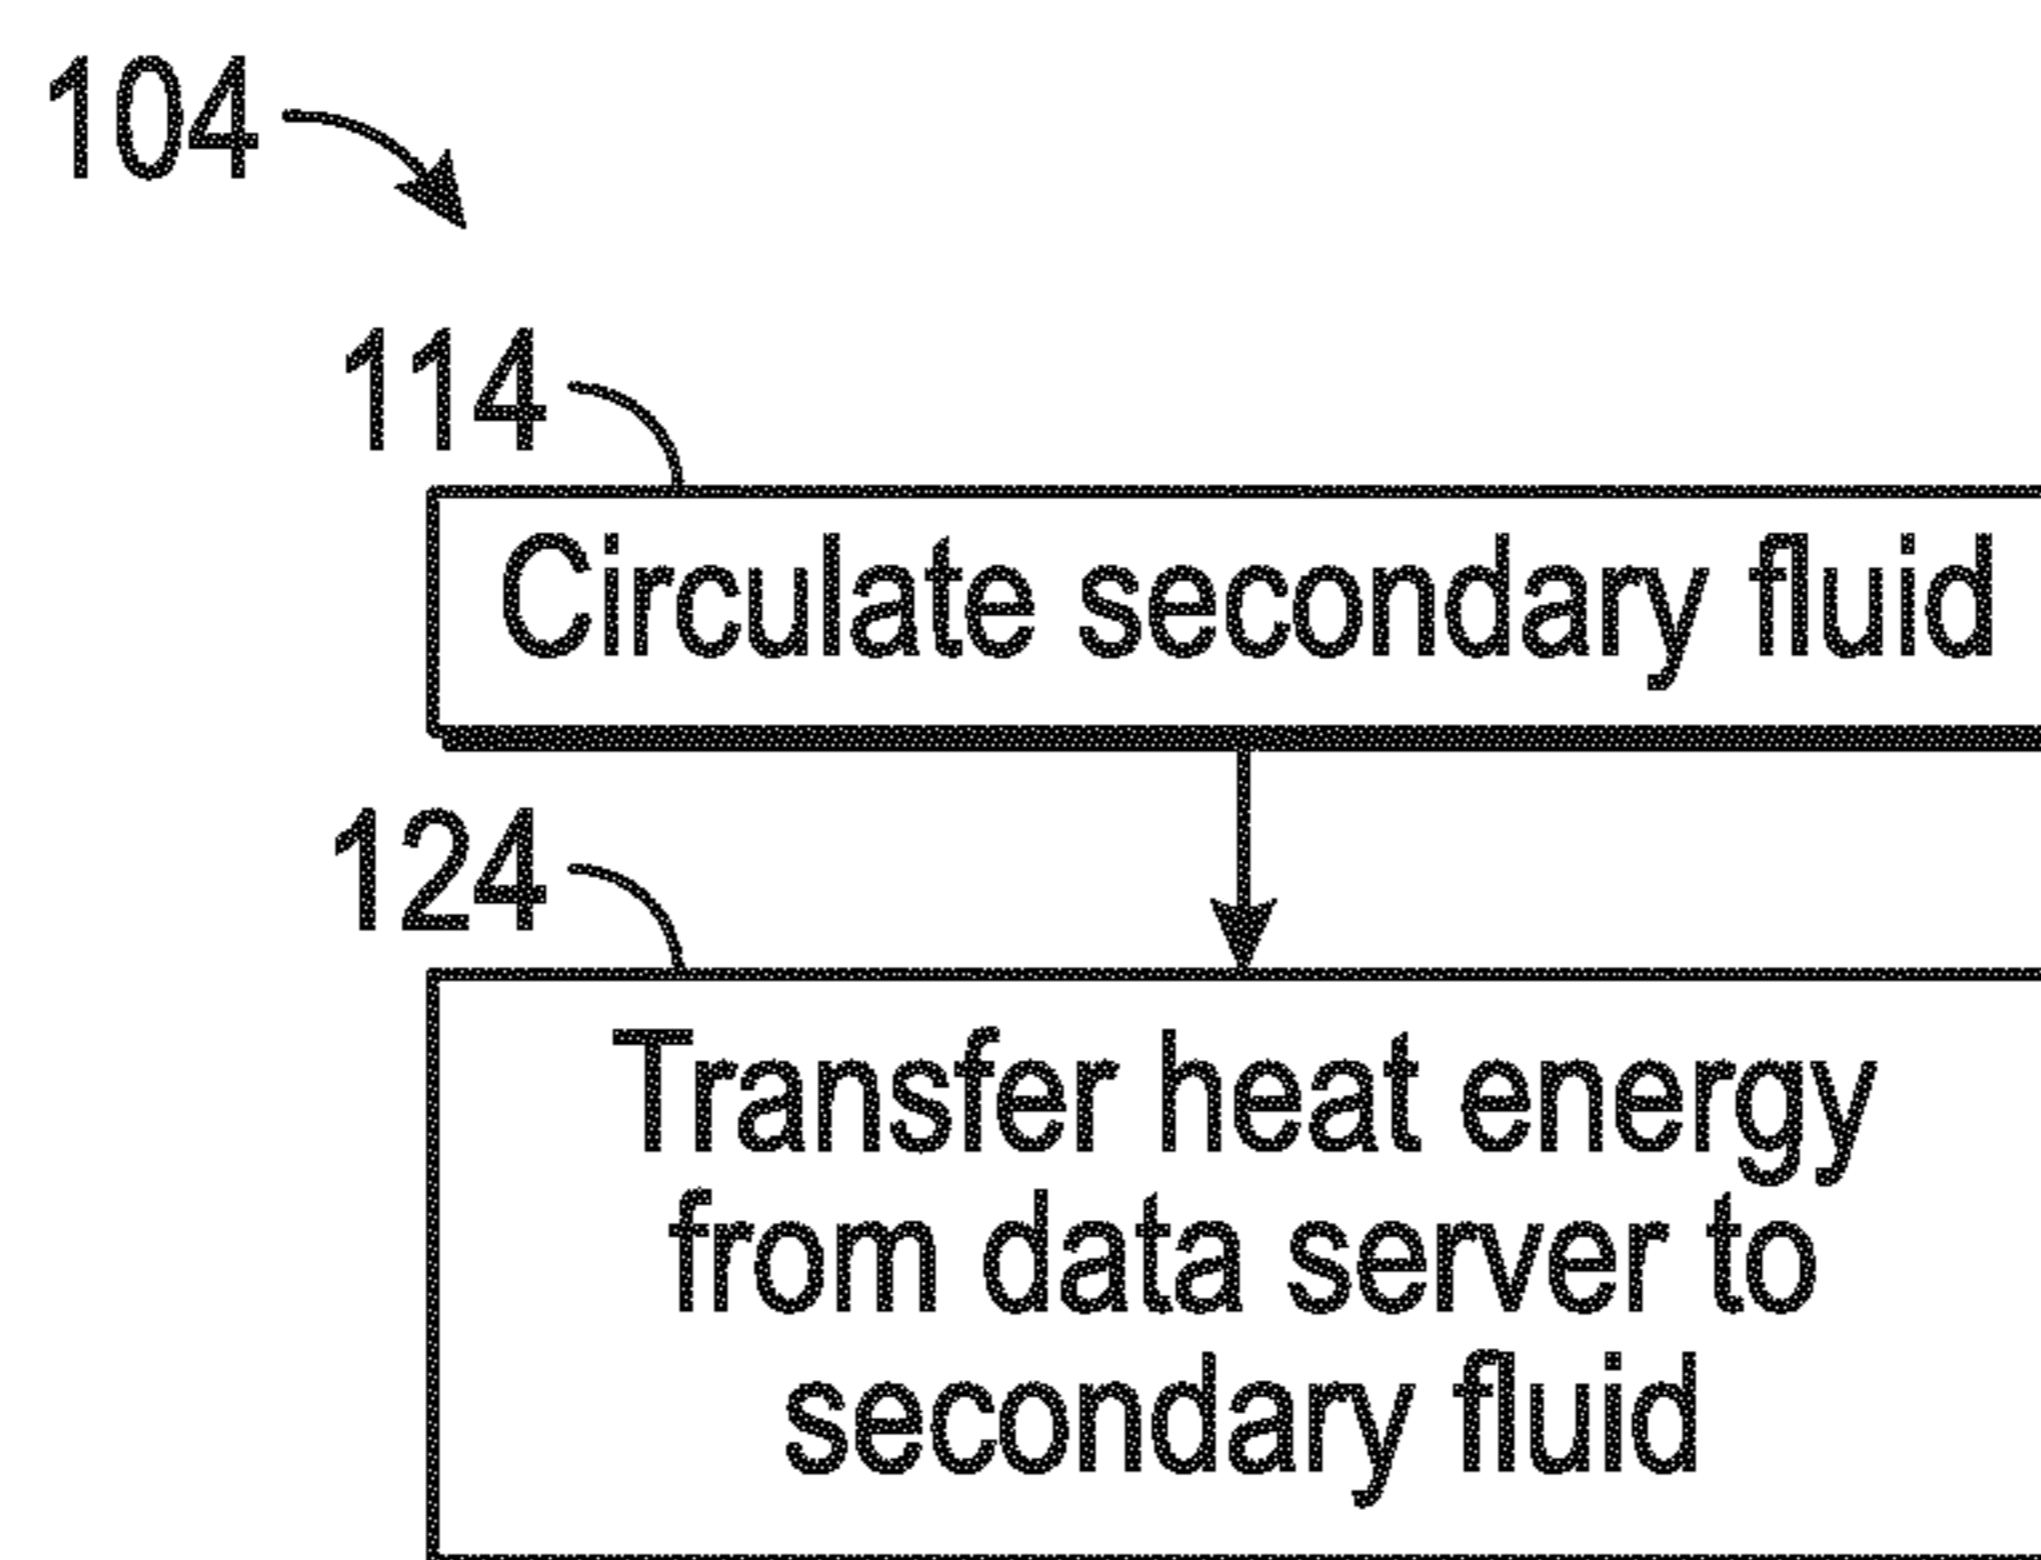 104
114
Circulate secondary fluid
124
Transfer heat energy
from data server to
secondary fluid